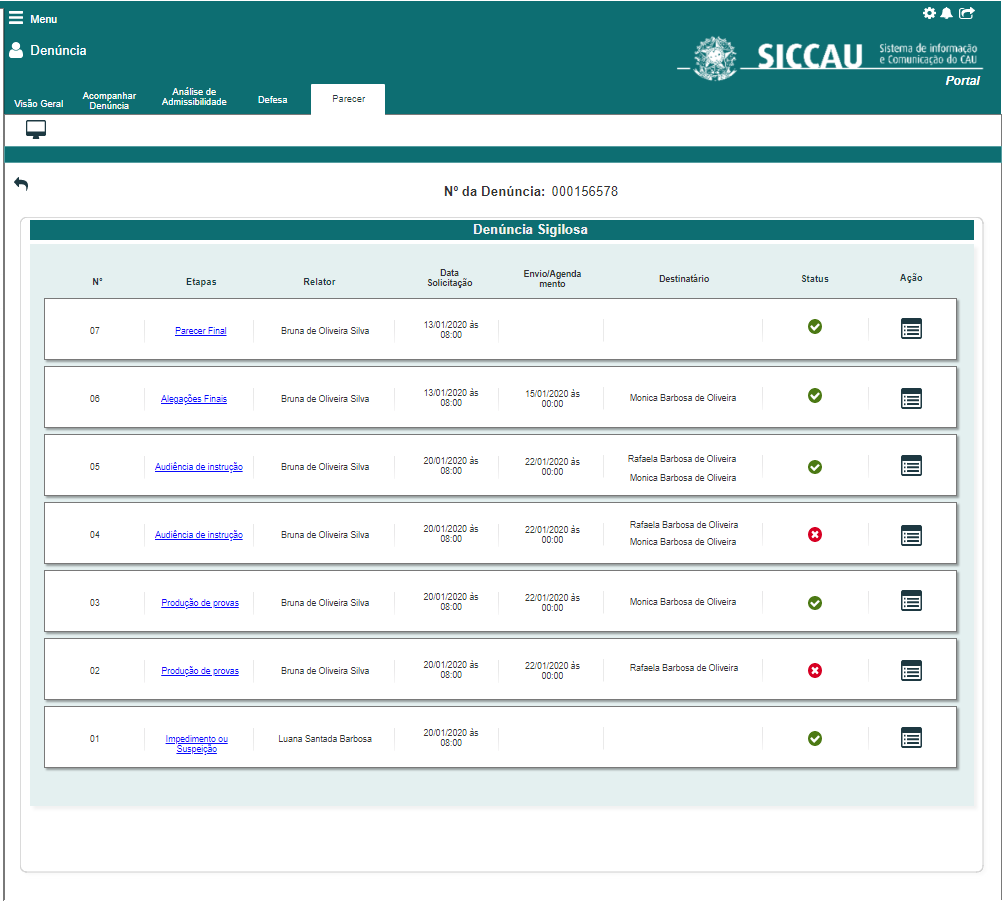 Menu
Denúncia
SICCAU
Sistema de informação
e Comunicação do CAU
Portal
Visão Geral
Acompanhar
Denúncia
Análise de
Admissibilidade
Defesa
Parecer
Nº da Denúncia: 000156578
Denúncia Sigilosa
Nº
Etapas
Relator
Data
Solicitação
Envio/Agenda
mento
Destinatário
Status
Ação
07
Parecer Final
Bruna de Oliveira Silva
13/01/2020 às
08:00
06
Alegações Finais
Bruna de Oliveira Silva
13/01/2020 às
08:00
15/01/2020 às
00:00
Monica Barbosa de Oliveira
05
Audiência de instrução
Bruna de Oliveira Silva
20/01/2020 às
08:00
22/01/2020 às
00:00
Rafaela Barbosa de Oliveira
Monica Barbosa de Oliveira
04
Audiência de instrução
Bruna de Oliveira Silva
20/01/2020 às
08:00
22/01/2020 às
00:00
Rafaela Barbosa de Oliveira
Monica Barbosa de Oliveira
03
Produção de provas
Bruna de Oliveira Silva
20/01/2020 às
08:00
22/01/2020 às
00:00
Monica Barbosa de Oliveira
02
Produção de provas
Bruna de Oliveira Silva
20/01/2020 às
08:00
22/01/2020 às
00:00
Rafaela Barbosa de Oliveira
01
Impedimento ou
Suspeição
Luana Santada Barbosa
20/01/2020 às
08:00